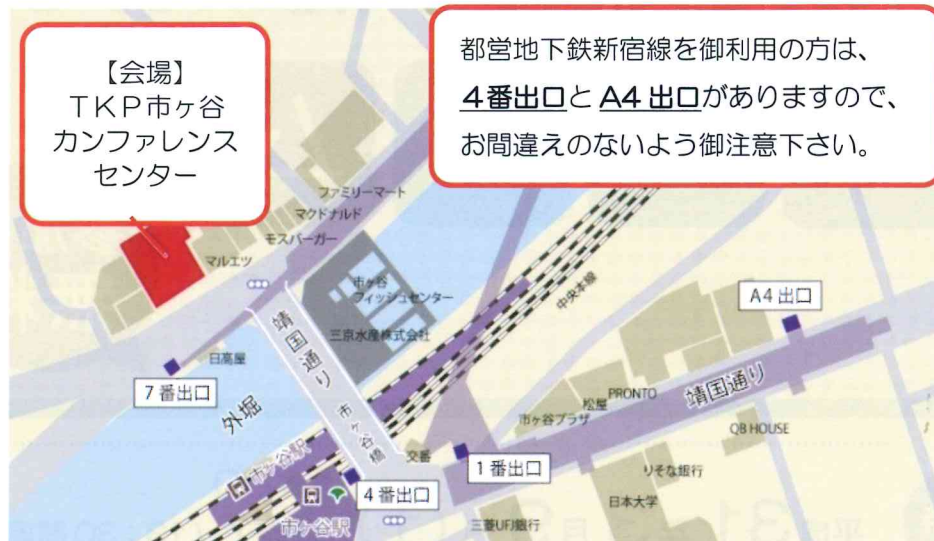 【会場】
TKP市ヶ谷
カンファレンス
センター
都営地下鉄新宿線を御利用の方は、
4番出口とA4出口がありますので、
お間違えのないよう御注意下さい。
ファミリーマート
マクドナルド
モスバーガー
マルエツ
市ヶ谷
フィッシュセンター
三京水産株式会社
中央本線
A4出口
靖国通り
日高屋
7番出口
外堀
市ヶ谷橋
靖国通り
PRONTO
松屋
市ヶ谷プラザ
QB HOUSE
交番
1番出口
りそな銀行
市ヶ谷駅
4番出口
日本大学
市ヶ谷駅
三菱UFJ銀行